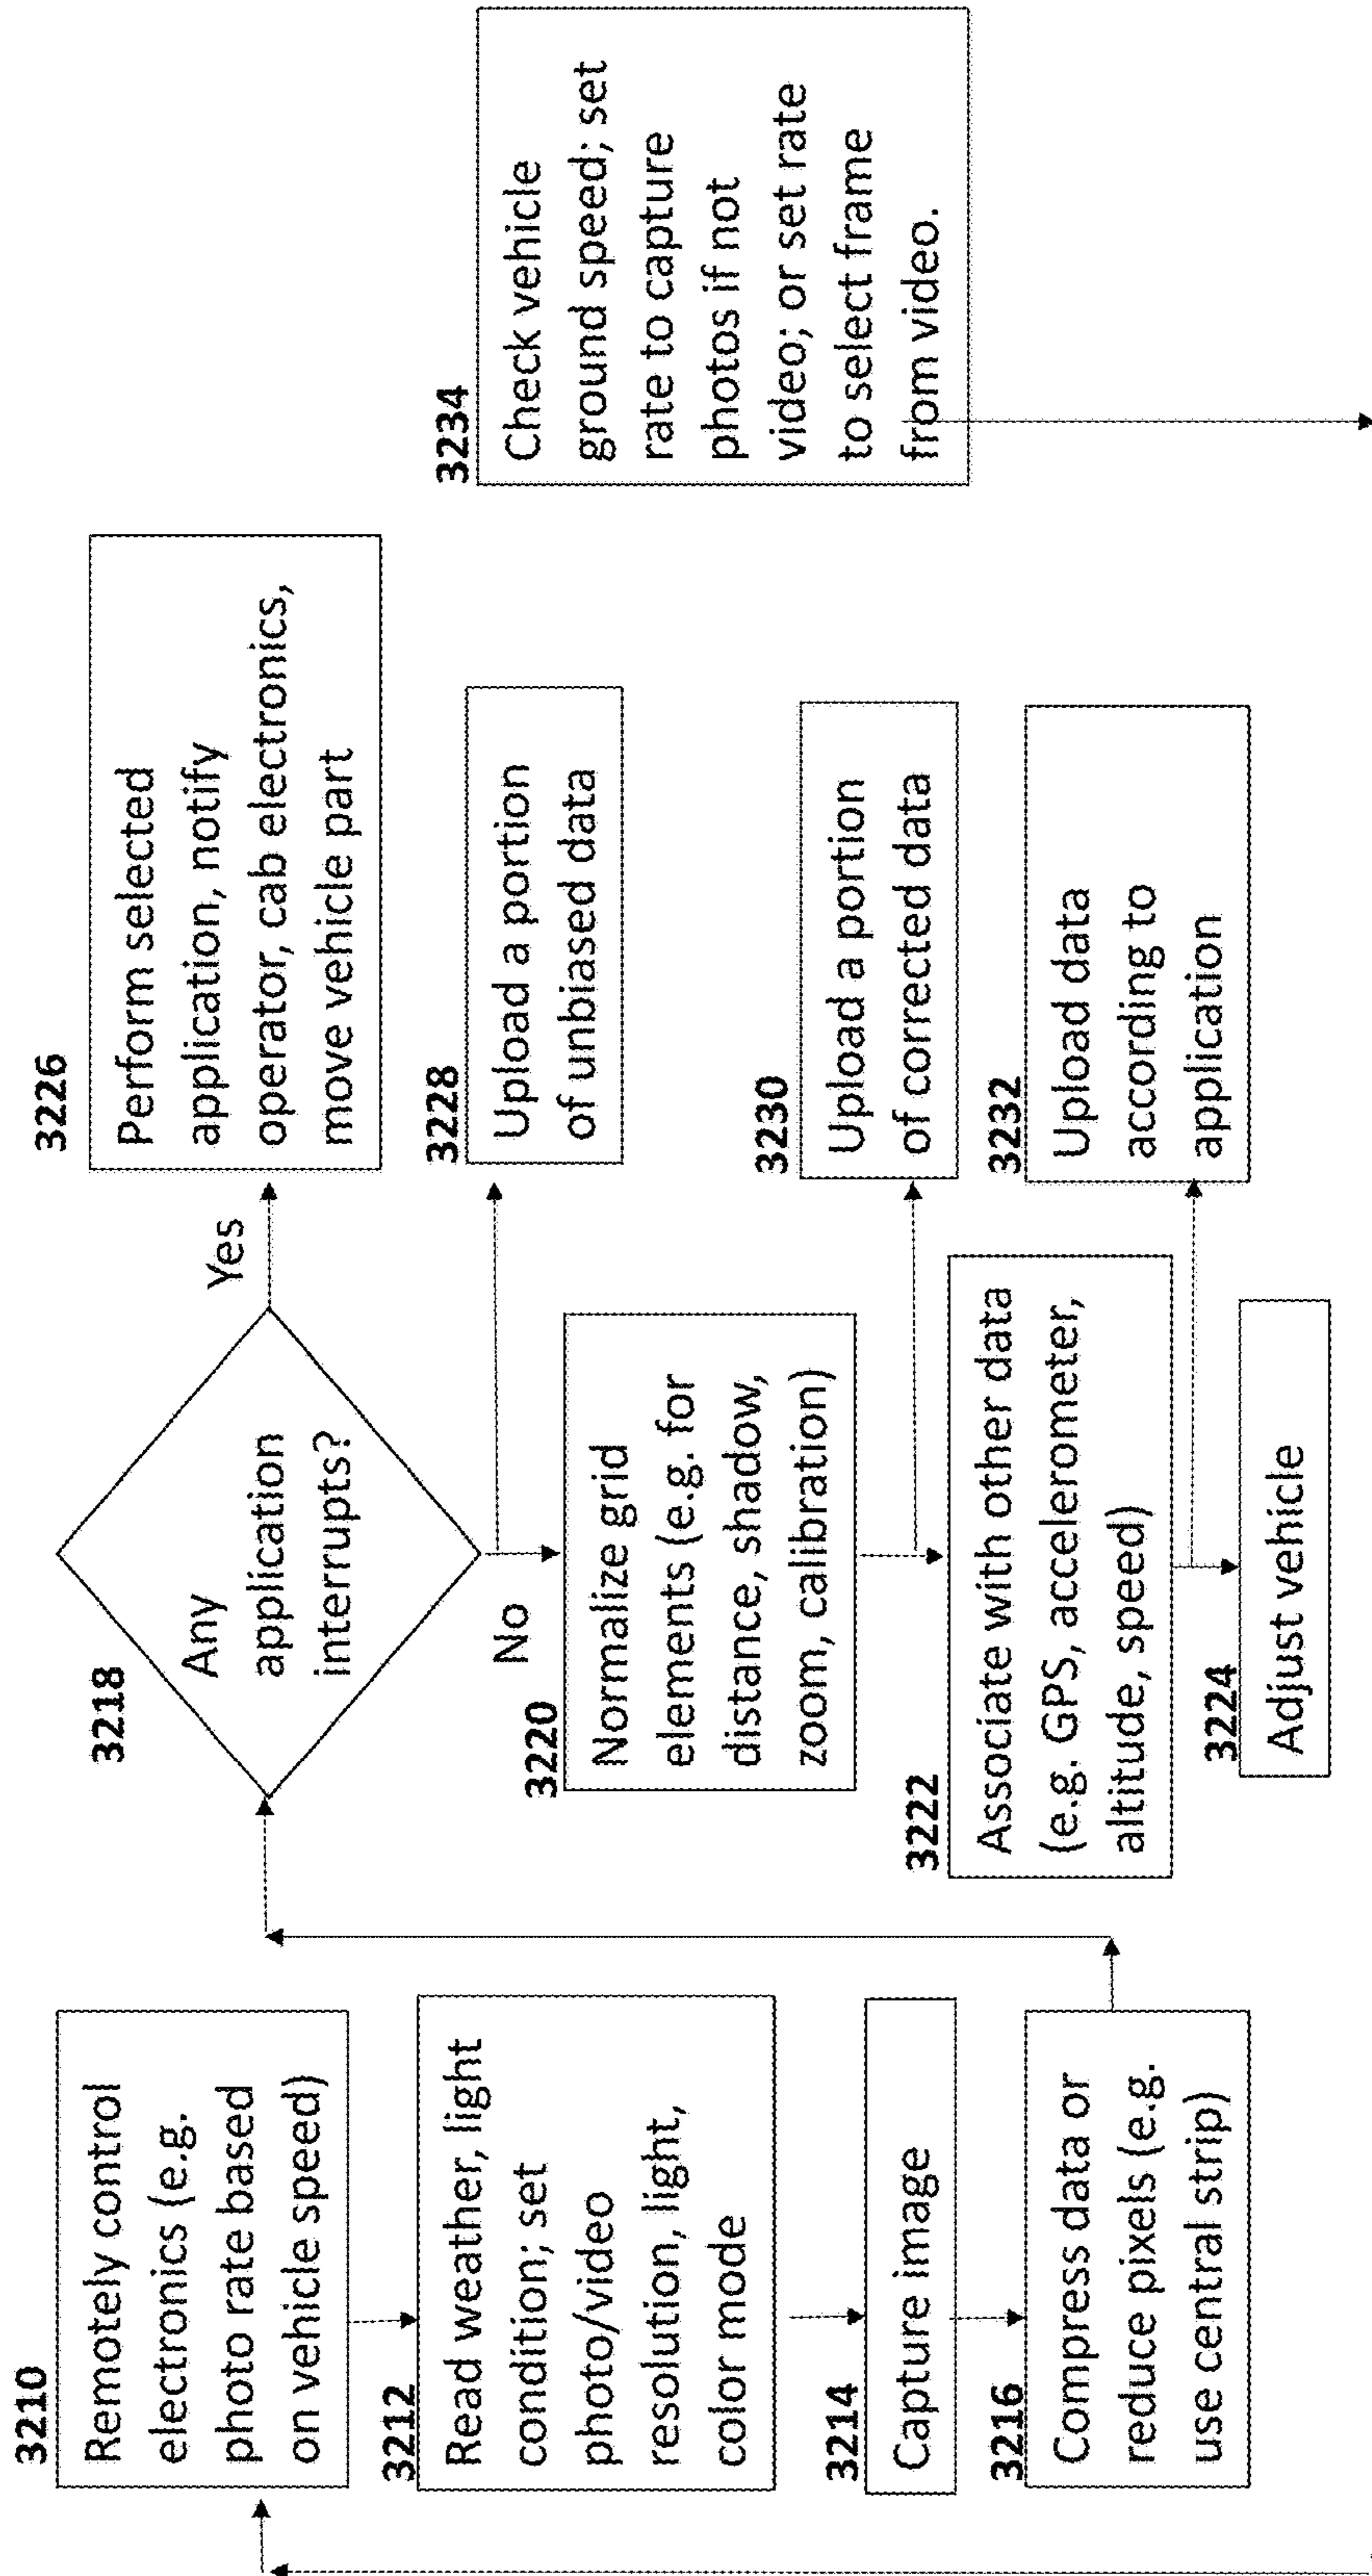 3210
Remotely control
electronics (e.g.
photo rate based
on vehicle speed)
3212
Read weather, light
condition; set
photo/video
resolution, light,
color mode
3214
Capture image
3216
Compress data or
reduce pixels (e.g.
use central strip)
3218
Any
application
interrupts?
Yes
No
3220
Normalize grid
elements (e.g. for
distance, shadow,
zoom, calibration)
3222
Associate with other data
(e.g. GPS, accelerometer,
altitude, speed)
3224
Adjust vehicle
3226
Perform selected
application, notify
operator, cab electronics,
move vehicle part
3228
Upload a portion
of unbiased data
3230
Upload a portion
of corrected data
3232
Upload data
according to
application
3234
Check vehicle
ground speed; set
rate to capture
photos if not
video; or set rate
to select frame
from video.